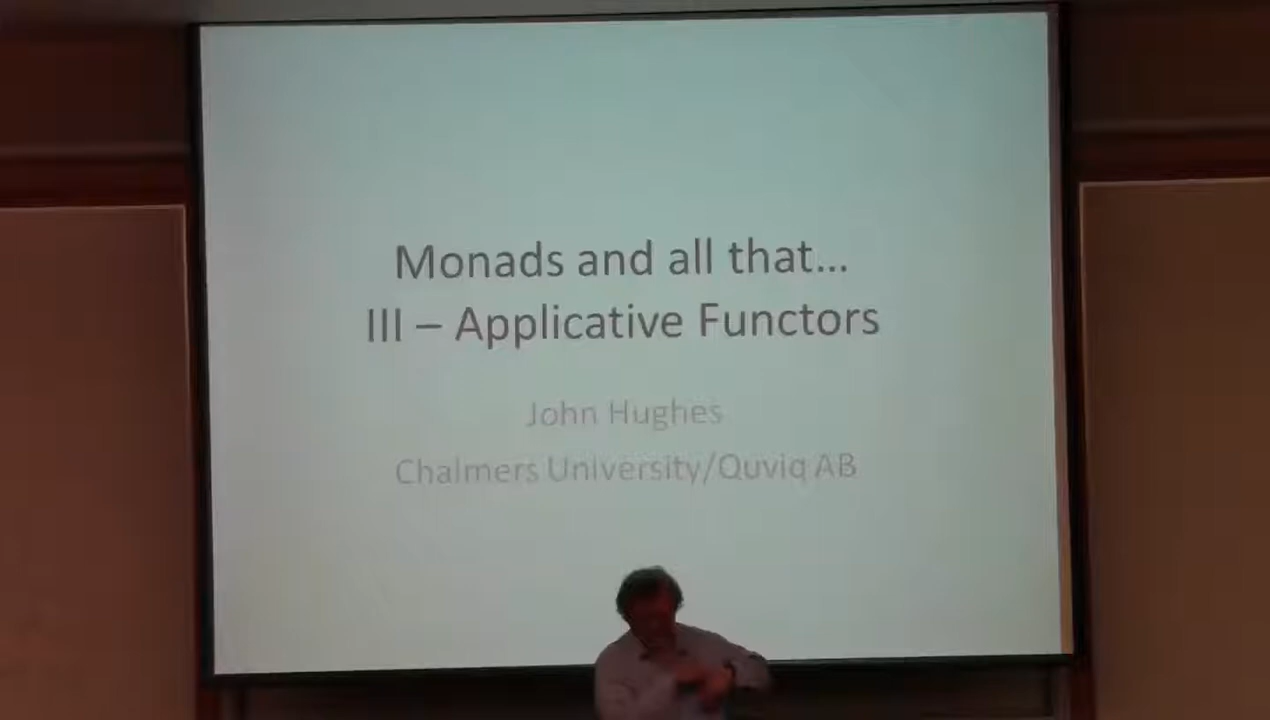 Monads and all that...
III – Applicative Functors
John Hughes
Chalmers University/Quviq AB